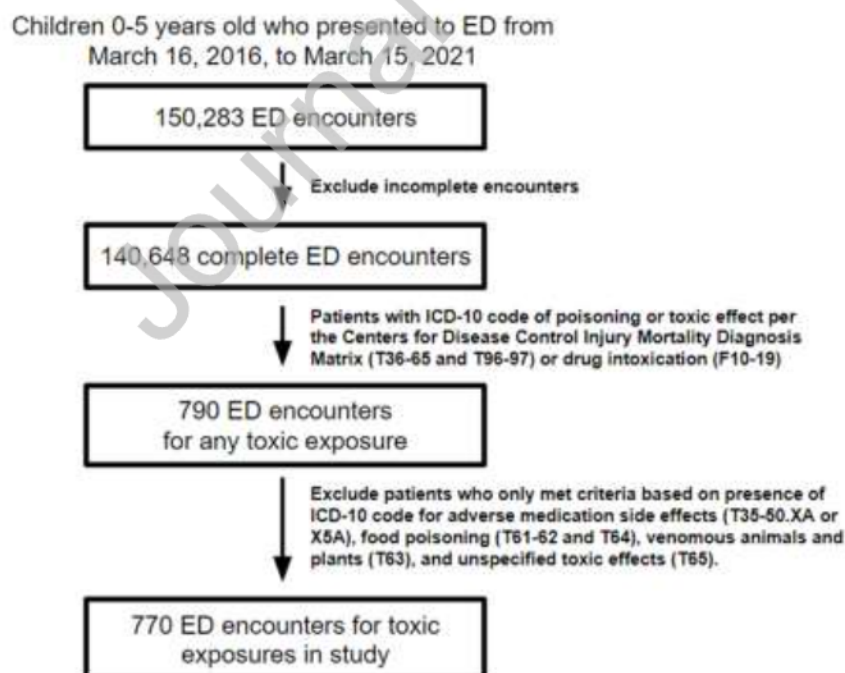 Children 0-5 years old who presented to ED from
March 16, 2016, to March 15, 2021
150,283 ED encounters
Exclude incomplete encounters
140,648 complete ED encounters
Patients with ICD-10 code of poisoning or toxic effect per
the Centers for Disease Control Injury Mortality Diagnosis
Matrix (T36-65 and T96-97) or drug intoxication (F10-19)
790 ED encounters
for any toxic exposure
Exclude patients who only met criteria based on presence of
ICD-10 code for adverse medication side effects (T35-50.XA or
X5A), food poisoning (T61-62 and T64), venomous animals and
plants (T63), and unspecified toxic effects (T65).
770 ED encounters for toxic
exposures in study
Journal